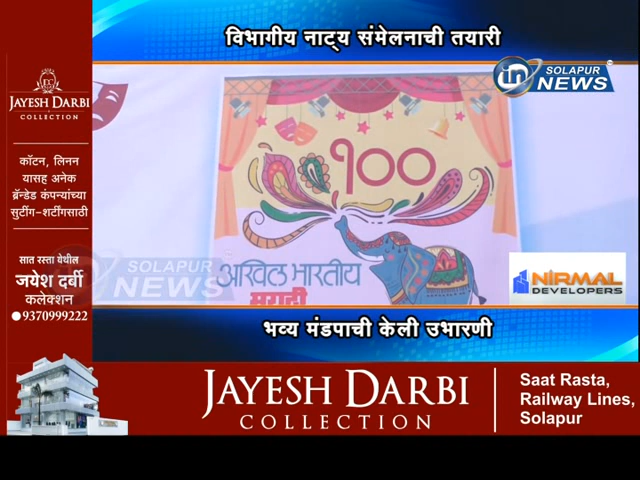 विभागीय नाट्य संमेलनाची तयारी
in SOLAPUR NEWS
JAYESH DARBI
COLLECTION
कॉटन, लिनन
यासह अनेक
ब्रॅन्डेड कंपन्यांच्या
सुटींग-शर्टींगसाठी
सात रस्ता येथील
जयेश दर्बी
कलेक्शन
9370999222
१००
अखिल भारतीय
मराठी
SOLAPUR
NEWS
NIRMAL
DEVELOPERS
भव्य मंडपाची केली उभारणी
JAYESH DARBI
COLLECTION
Saat Rasta,
Railway Lines,
Solapur